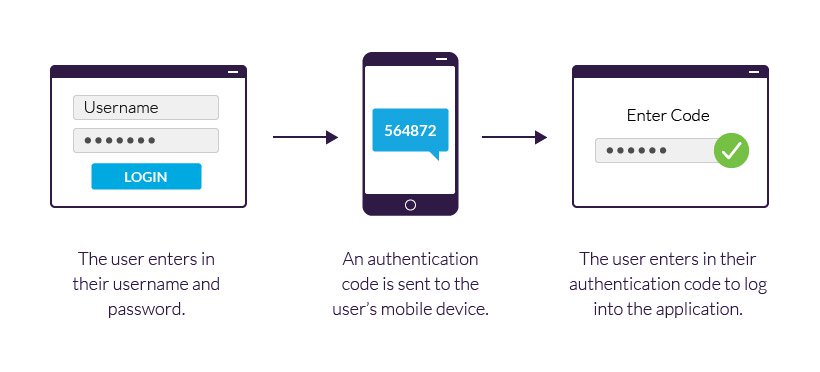 Username
LOGIN
The user enters in
their username and
password.
564872
An authentication
code is sent to the
user's mobile device.
Enter Code
The user enters in their
authentication code to log
into the application.